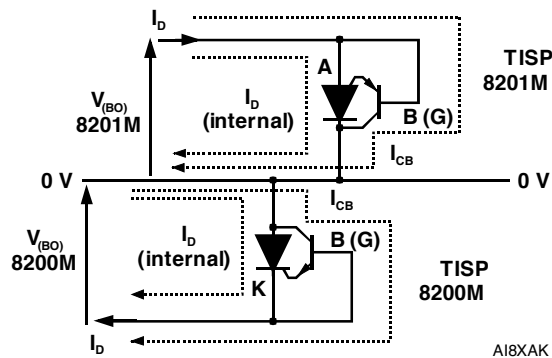 I_D
TISP
8201M
A
V_(BO)
8201M
I_D
(internal)
B (G)
I_CB
0 V
0 V
I_CB
V_(BO)
8200M
I_D
(internal)
B (G)
TISP
8200M
K
I_D
AI8XAK